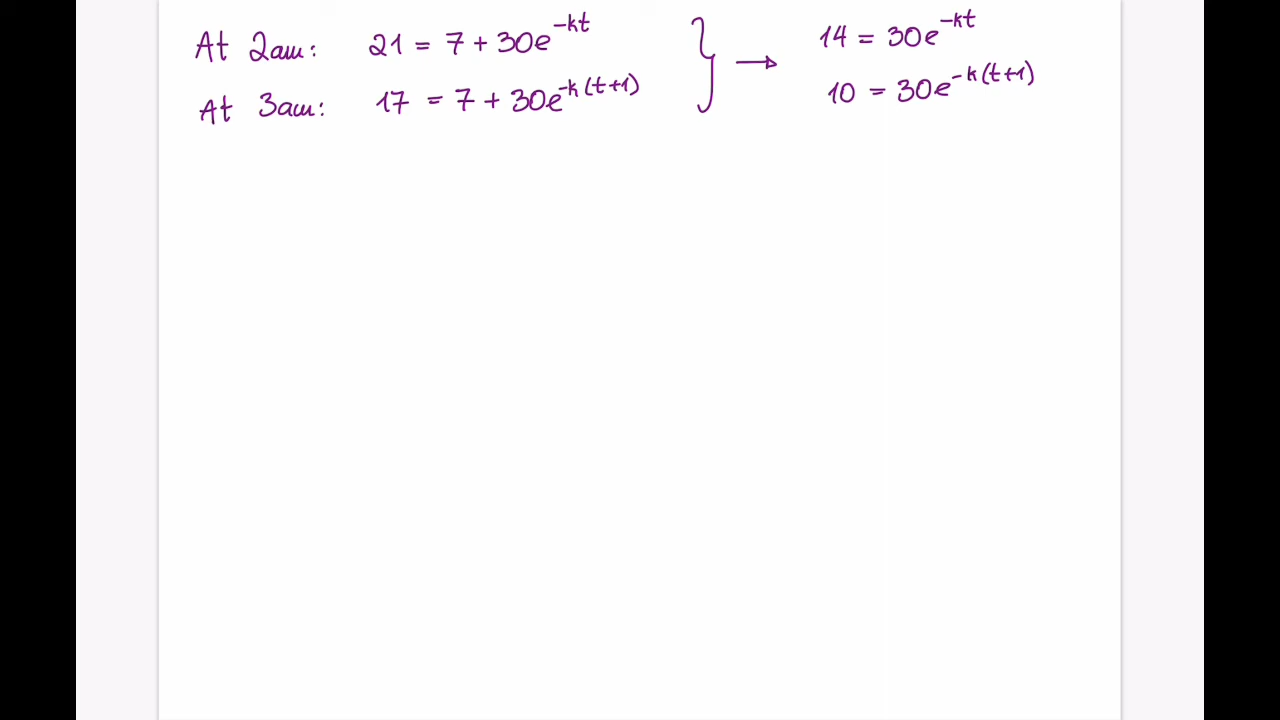 At 2am: 21 = 7 + 30e^{-kt} } → 14 = 30e^{-kt}
At 3am: 17 = 7 + 30e^{-k(t+1)} 10 = 30e^{-k(t+1)}